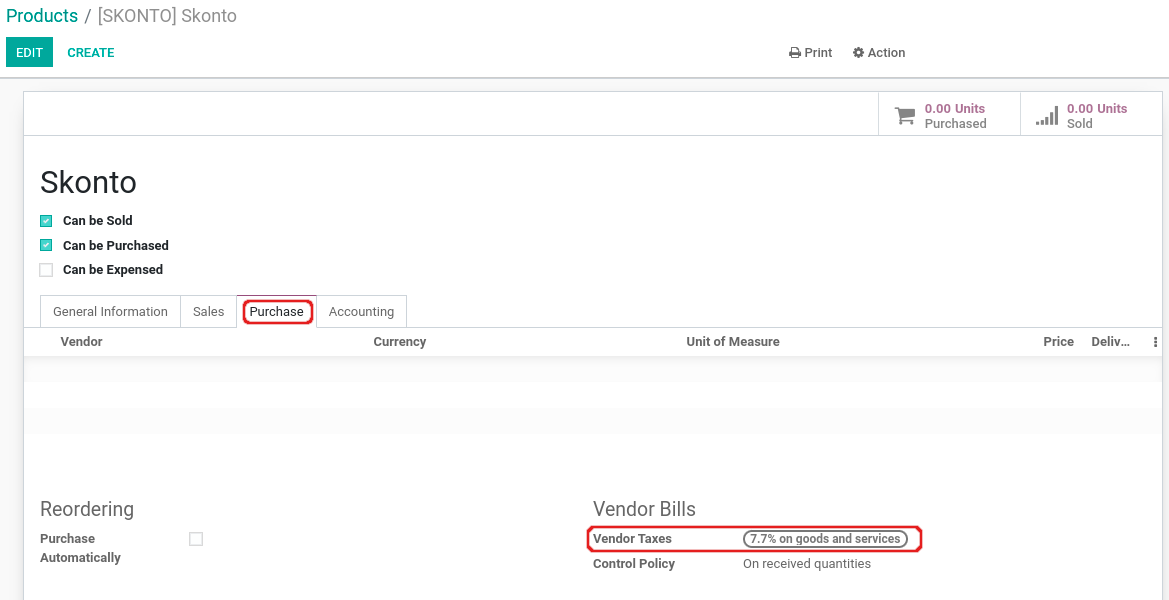 Products / [SKONTO] Skonto
EDIT CREATE Print Action
0.00 Units 0.00 Units
Purchased Sold
Skonto
Can be Sold
Can be Purchased
Can be Expensed
General Information Sales Purchase Accounting
Vendor Currency Unit of Measure Price Deliv...
Reordering Vendor Bills
Purchase Vendor Taxes 7.7% on goods and services
Automatically
Control Policy On received quantities